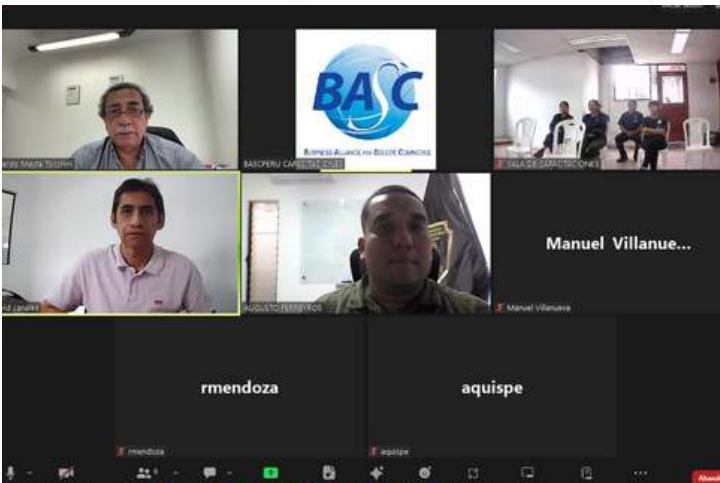 BASC
BUSINESS ALLIANCE FOR SECURE COMMERCE
BASCPERU CAPACITACIONES
SALA DE CAPACITACIONES
canales
AUGUSTO FERREYROS
Manuel Villanue...
Manuel Villanueva
rmendoza
rmendoza
aquispe
aquispe